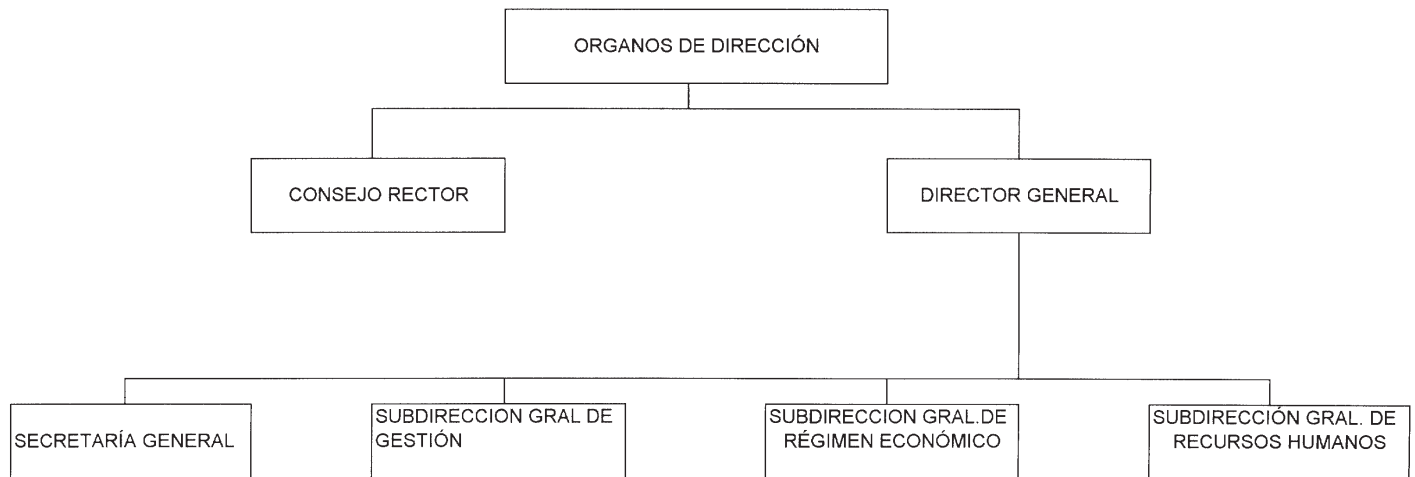 ORGANOS DE DIRECCIÓN
CONSEJO RECTOR
DIRECTOR GENERAL
SECRETARÍA GENERAL
SUBDIRECCION GRAL DE
GESTIÓN
SUBDIRECCION GRAL.DE
RÉGIMEN ECONÓMICO
SUBDIRECCIÓN GRAL. DE
RECURSOS HUMANOS